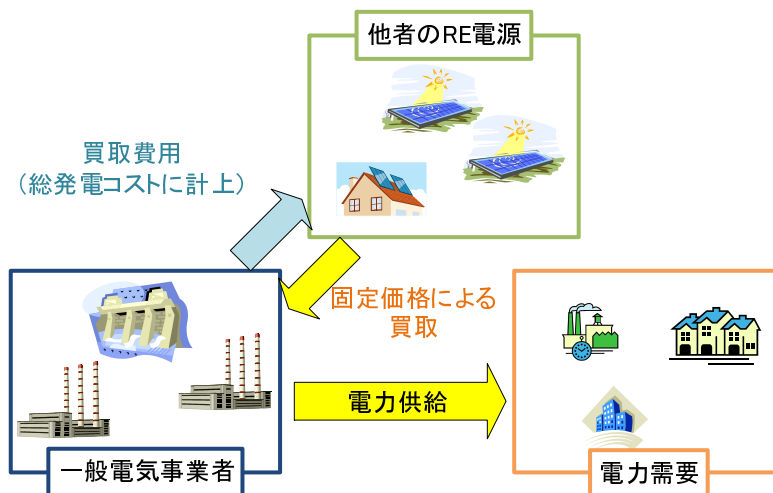 他者のRE電源
買取費用
（総発電コストに計上）
固定価格による
買取
電力供給
一般電気事業者
電力需要